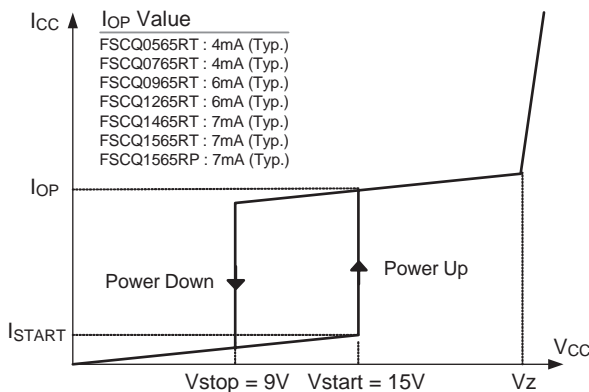 ICC
IOP Value
FSCQ0565RT : 4mA (Typ.)
FSCQ0765RT : 4mA (Typ.)
FSCQ0965RT : 6mA (Typ.)
FSCQ1265RT : 6mA (Typ.)
FSCQ1465RT : 7mA (Typ.)
FSCQ1565RT : 7mA (Typ.)
FSCQ1565RP : 7mA (Typ.)
IOP
Power Down
Power Up
ISTART
VCC
Vstop = 9V
Vstart = 15V
Vz